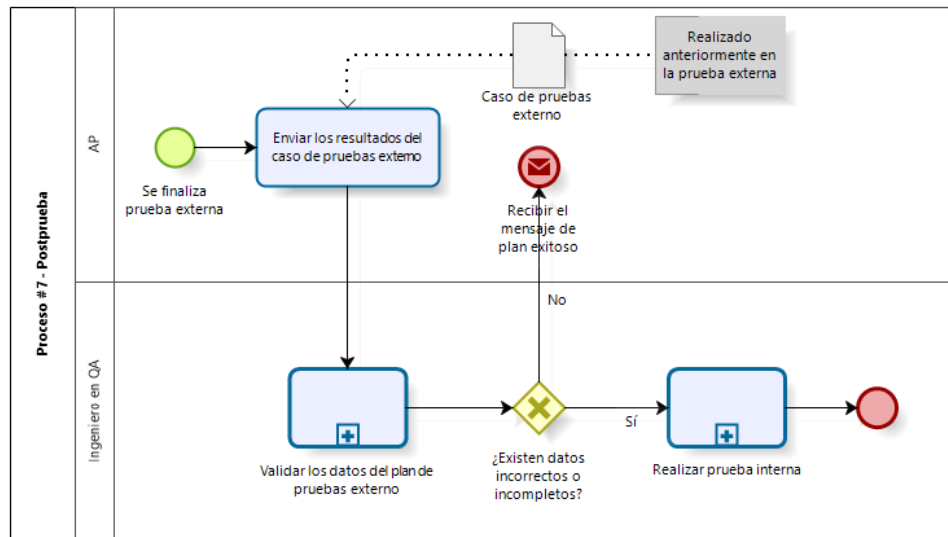 Proceso #7 - Postprueba
AP
Se finaliza
prueba externa
Enviar los resultados del
caso de pruebas externo
Caso de pruebas
externo
Realizado
anteriormente en
la prueba externa
Recibir el
mensaje de
plan exitoso
No
Ingeniero en QA
Validar los datos del plan de
pruebas externo
¿Existen datos
incorrectos o
incompletos?
Sí
Realizar prueba interna